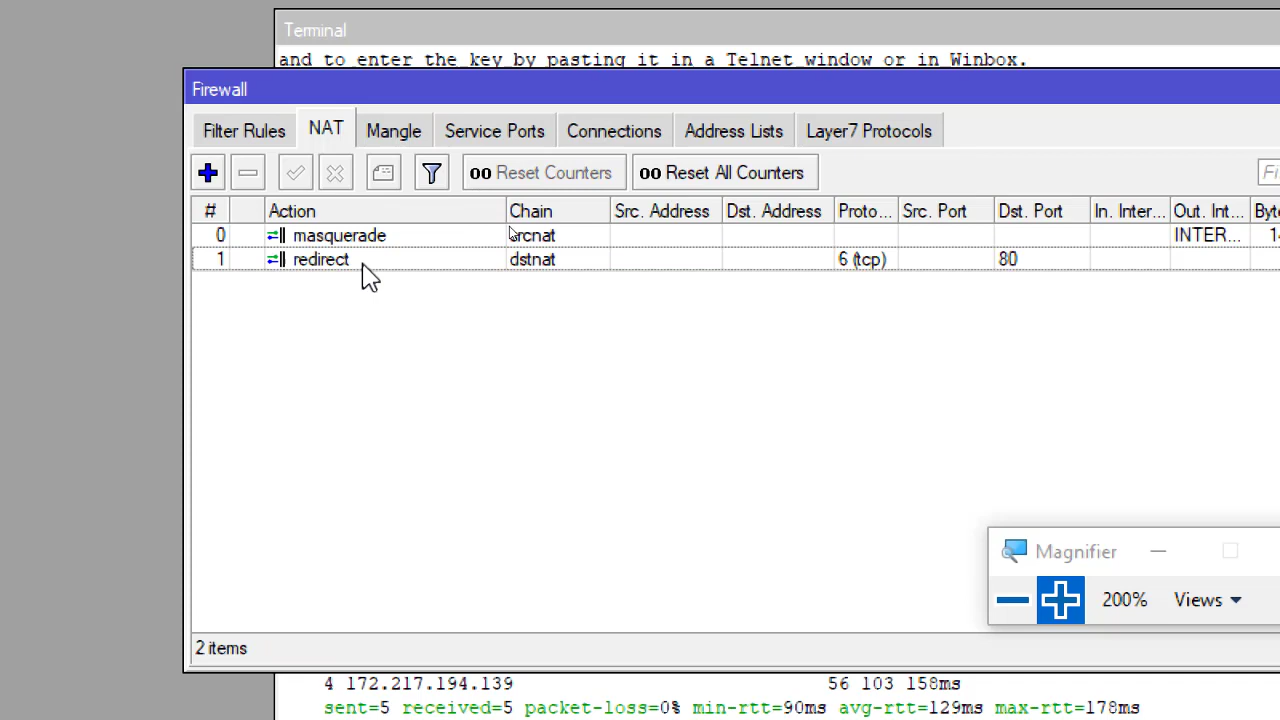 Terminal
and to enter the key by pasting it in a Telnet window or in Winbox.
Firewall
Filter Rules NAT Mangle Service Ports Connections Address Lists Layer7 Protocols
00 Reset Counters 00 Reset All Counters Fi
# Action Chain Src. Address Dst. Address Proto... Src. Port Dst. Port In. Inter... Out. Int... Byt
0 masquerade srcnat INTER... 14
1 redirect dstnat 6 (tcp) 80
Magnifier
200% Views
2 items
4 172.217.194.139 56 103 158ms
sent=5 received=5 packet-loss=0% min-rtt=90ms avg-rtt=129ms max-rtt=178ms